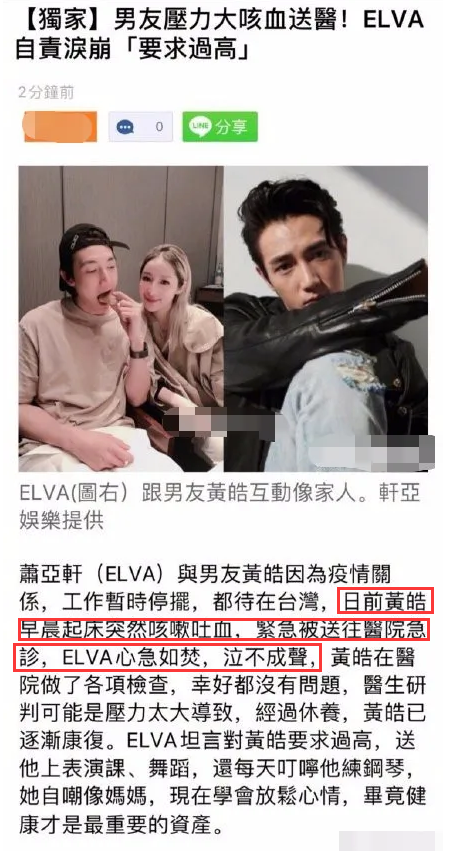 【獨家】男友壓力大咳血送醫！ELVA
自責淚崩「要求過高」
2分鐘前
0
LINE 分享
ELVA(圖右）跟男友黃皓互動像家人。軒亞
娛樂提供
蕭亞軒（ELVA）與男友黃皓因為疫情關
係，工作暫時停擺，都待在台灣，日前黃皓
早晨起床突然咳嗽吐血，緊急被送往醫院急
診，ELVA心急如焚，泣不成聲，黃皓在醫
院做了各項檢查，幸好都沒有問題，醫生研
判可能是壓力太大導致，經過休養，黃皓已
逐漸康復。ELVA坦言對黃皓要求過高，送
他上表演課、舞蹈，還每天叮嚀他練鋼琴，
她自嘲像媽媽，現在學會放鬆心情，畢竟健
康才是最重要的資產。